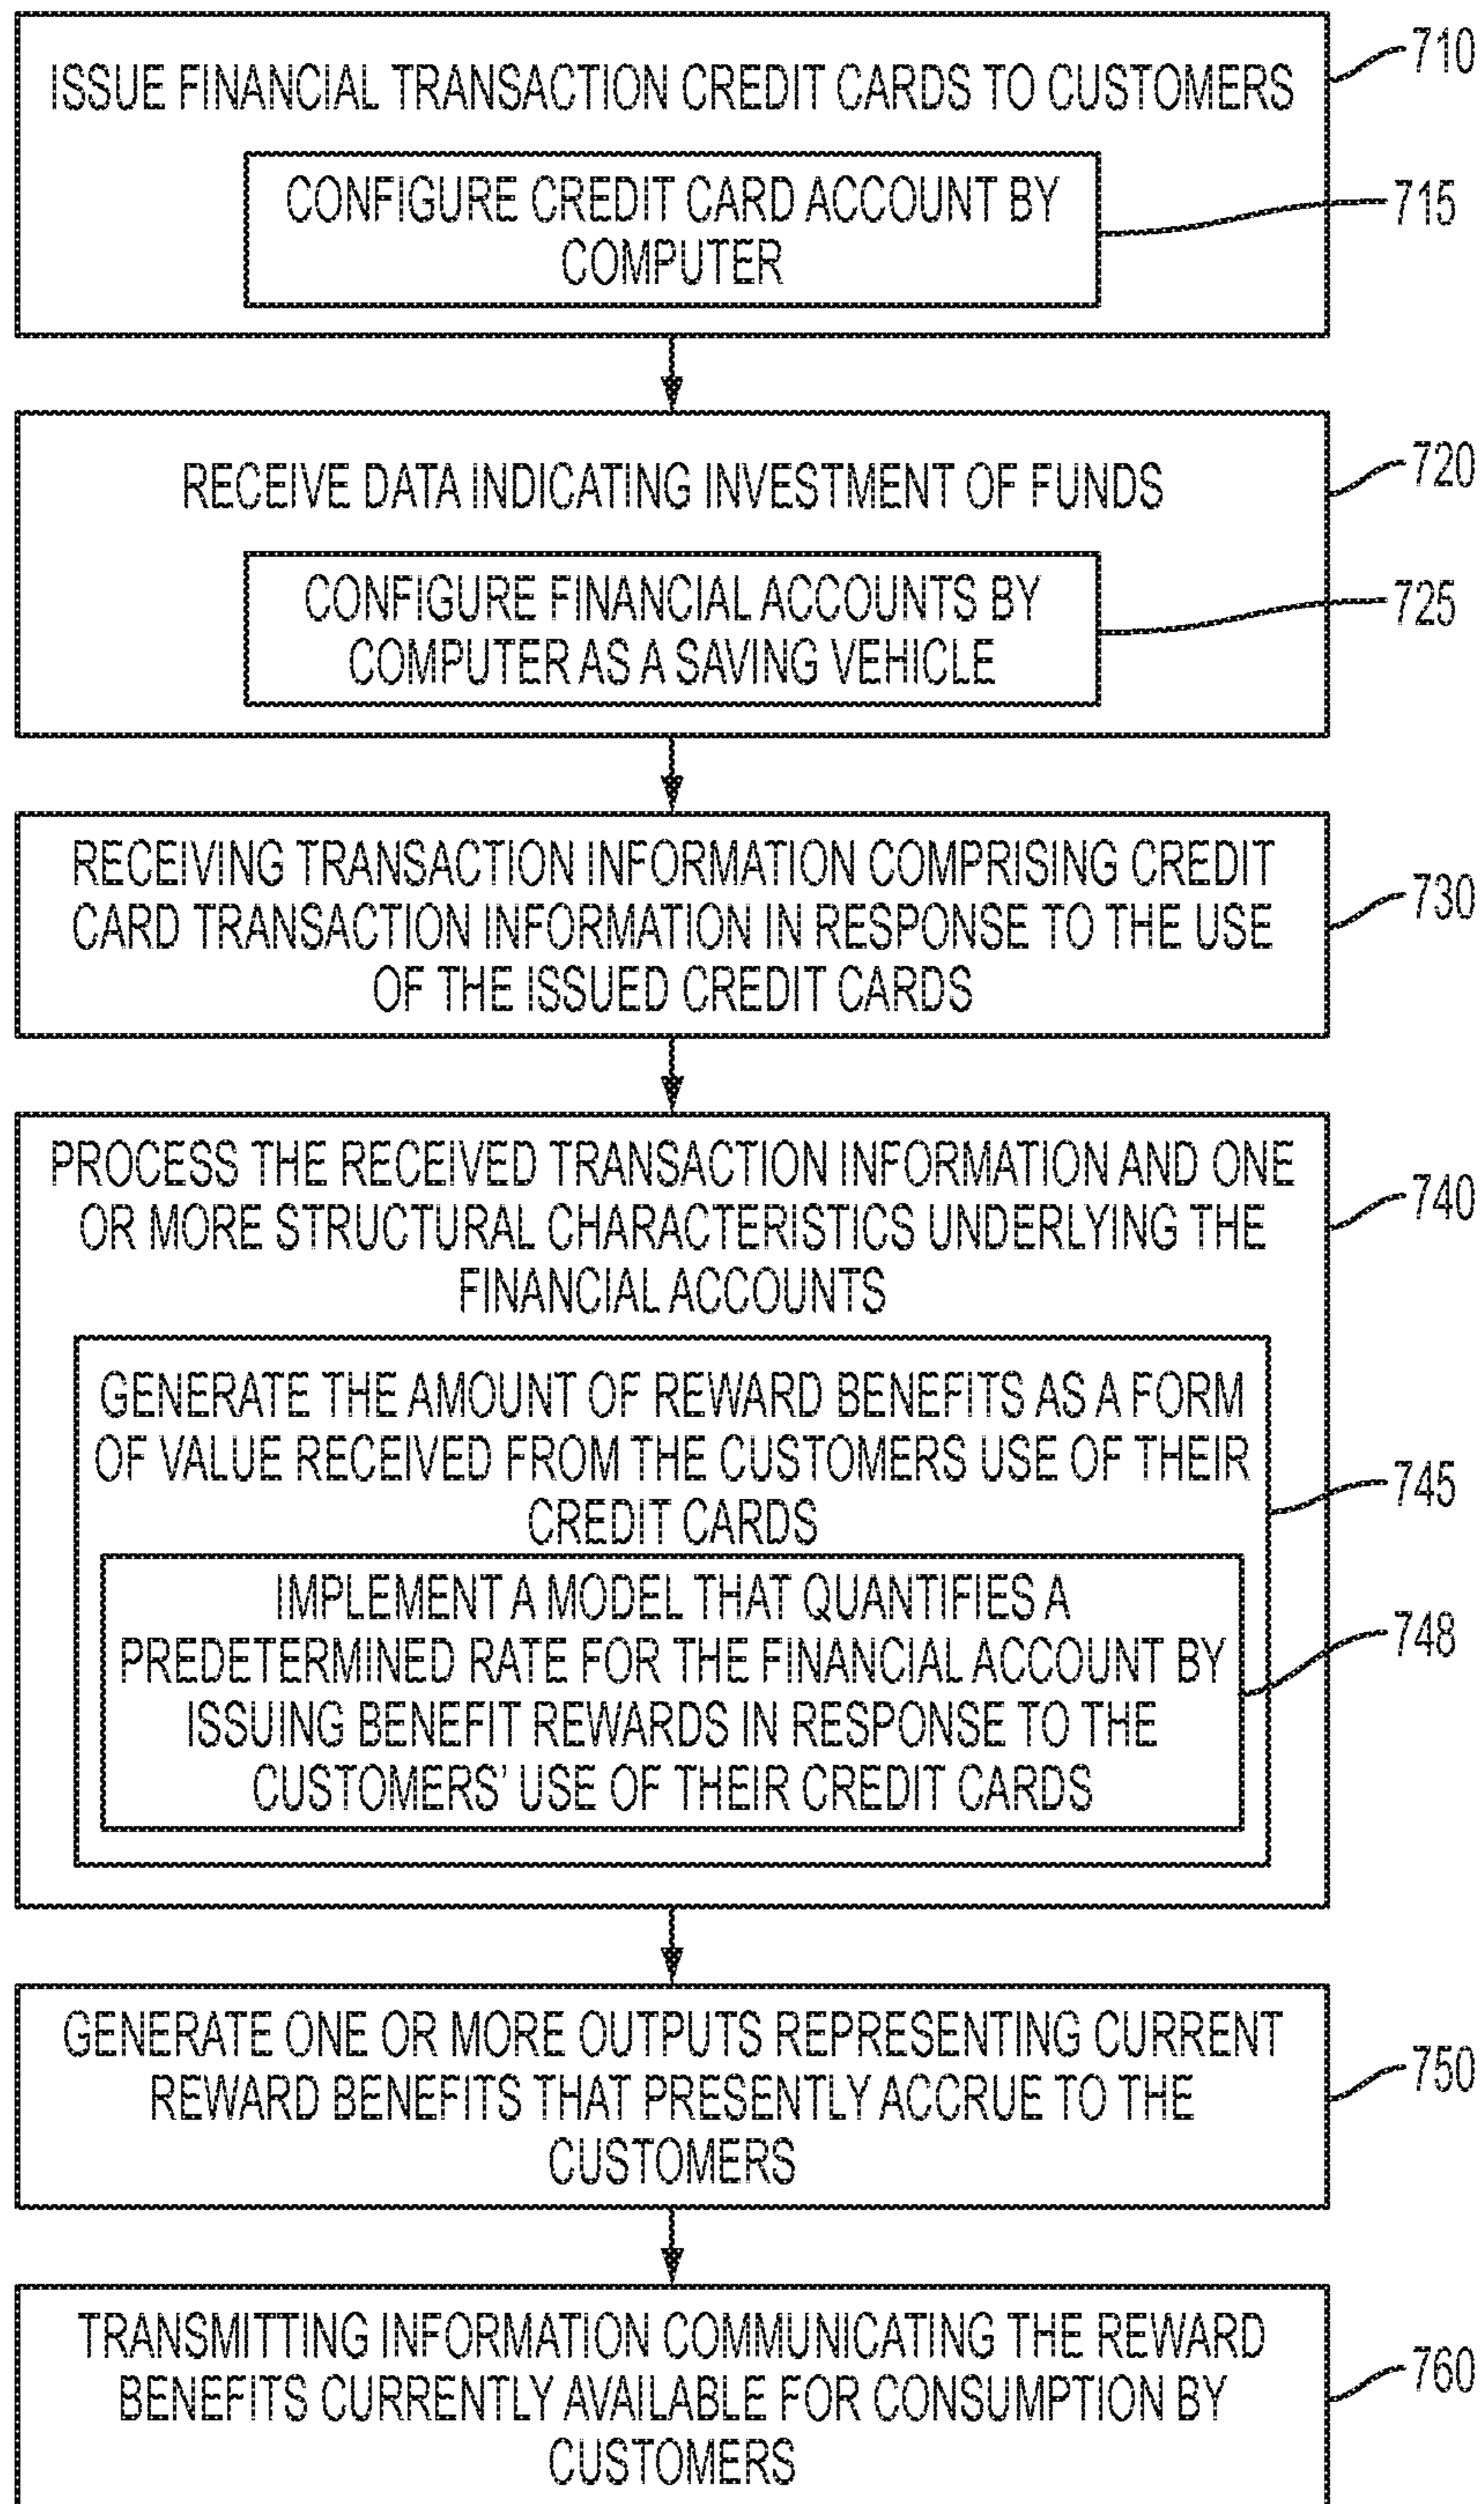 ISSUE FINANCIAL TRANSACTION CREDIT CARDS TO CUSTOMERS
710
CONFIGURE CREDIT CARD ACCOUNT BY
COMPUTER
715
RECEIVE DATA INDICATING INVESTMENT OF FUNDS
720
CONFIGURE FINANCIAL ACCOUNTS BY
COMPUTER AS A SAVING VEHICLE
725
RECEIVING TRANSACTION INFORMATION COMPRISING CREDIT
CARD TRANSACTION INFORMATION IN RESPONSE TO THE USE
OF THE ISSUED CREDIT CARDS
730
PROCESS THE RECEIVED TRANSACTION INFORMATION AND ONE
OR MORE STRUCTURAL CHARACTERISTICS UNDERLYING THE
FINANCIAL ACCOUNTS
740
GENERATE THE AMOUNT OF REWARD BENEFITS AS A FORM
OF VALUE RECEIVED FROM THE CUSTOMERS USE OF THEIR
CREDIT CARDS
745
IMPLEMENT A MODEL THAT QUANTIFIES A
PREDETERMINED RATE FOR THE FINANCIAL ACCOUNT BY
ISSUING BENEFIT REWARDS IN RESPONSE TO THE
CUSTOMERS' USE OF THEIR CREDIT CARDS
748
GENERATE ONE OR MORE OUTPUTS REPRESENTING CURRENT
REWARD BENEFITS THAT PRESENTLY ACCRUE TO THE
CUSTOMERS
750
TRANSMITTING INFORMATION COMMUNICATING THE REWARD
BENEFITS CURRENTLY AVAILABLE FOR CONSUMPTION BY
CUSTOMERS
760